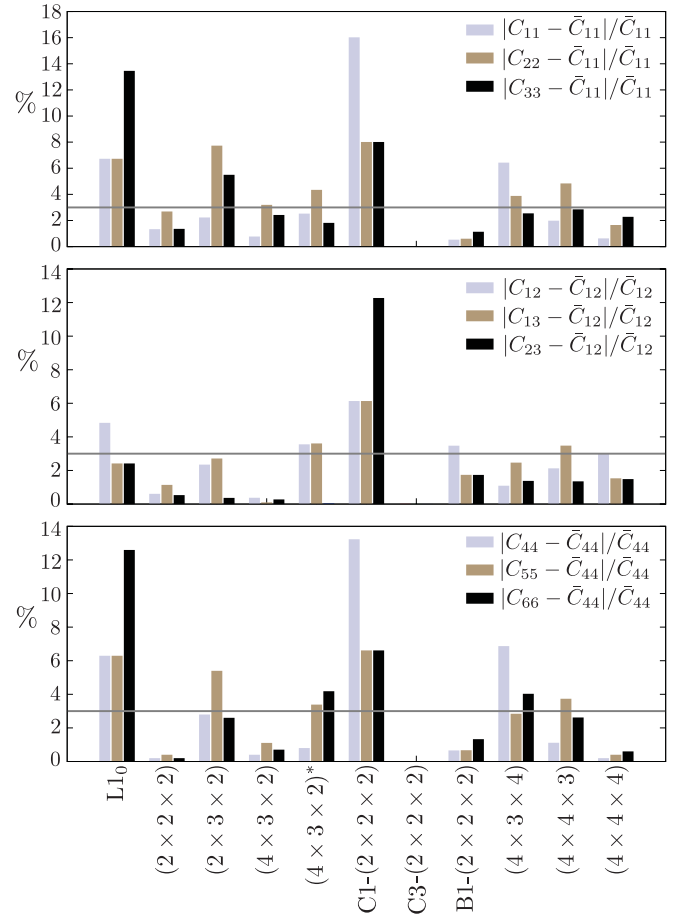 18
16
14
12
10
8
6
4
2
0
%
|C₁₁ − C̄₁₁|/C̄₁₁
|C₂₂ − C̄₁₁|/C̄₁₁
|C₃₃ − C̄₁₁|/C̄₁₁
14
12
10
8
6
4
2
0
%
|C₁₂ − C̄₁₂|/C̄₁₂
|C₁₃ − C̄₁₂|/C̄₁₂
|C₂₃ − C̄₁₂|/C̄₁₂
14
12
10
8
6
4
2
0
%
|C₄₄ − C̄₄₄|/C̄₄₄
|C₅₅ − C̄₄₄|/C̄₄₄
|C₆₆ − C̄₄₄|/C̄₄₄
L1₀
(2 × 2 × 2)
(2 × 3 × 2)
(4 × 3 × 2)
(4 × 3 × 2)*
C1-(2 × 2 × 2)
C3-(2 × 2 × 2)
B1-(2 × 2 × 2)
(4 × 3 × 4)
(4 × 4 × 3)
(4 × 4 × 4)